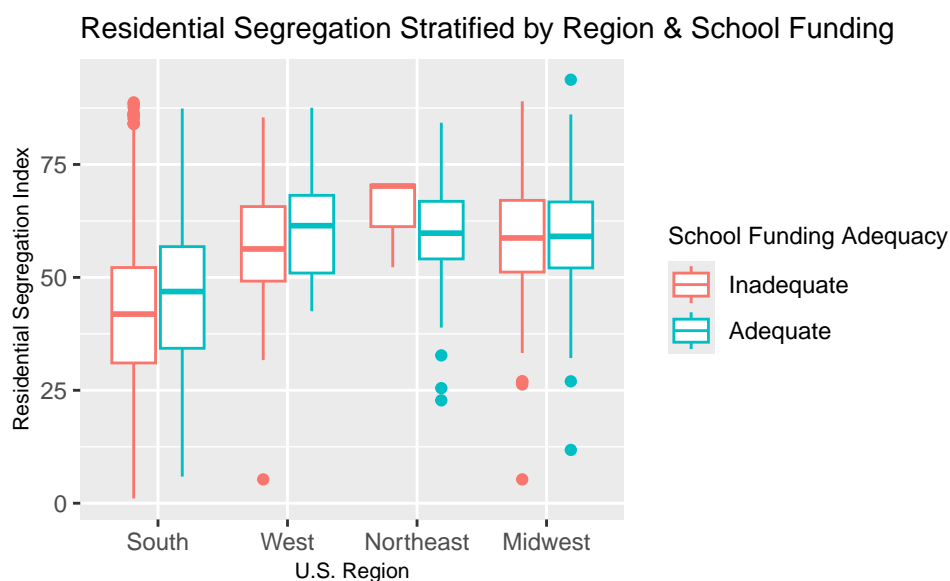 Residential Segregation Stratified by Region & School Funding
Residential Segregation Index
75
50
25
0
South West Northeast Midwest
U.S. Region
School Funding Adequacy
Inadequate
Adequate